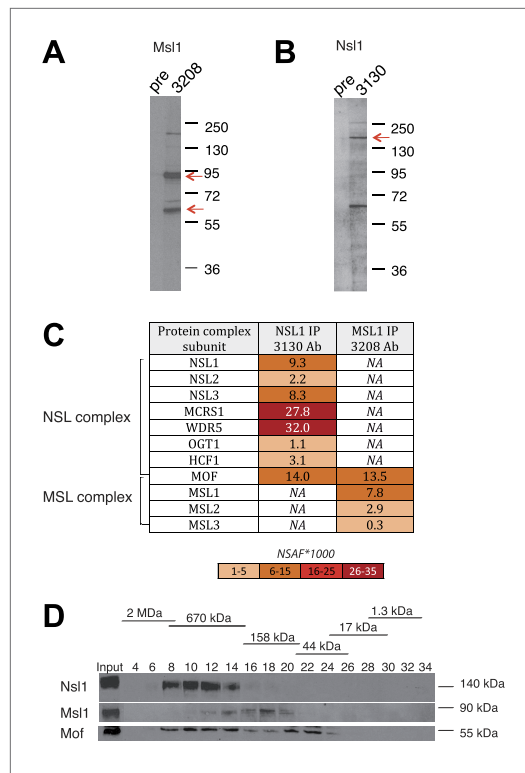 A
Msl1
pre 3208
250
130
95
72
55
36
B
Nsl1
pre 3130
250
130
95
72
55
36
C
Protein complex subunit NSL1 IP 3130 Ab MSL1 IP 3208 Ab
NSL complex
NSL1 9.3 NA
NSL2 2.2 NA
NSL3 8.3 NA
MCRS1 27.8 NA
WDR5 32.0 NA
OGT1 1.1 NA
HCF1 3.1 NA
MOF 14.0 13.5
MSL complex
MSL1 NA 7.8
MSL2 NA 2.9
MSL3 NA 0.3
NSAF*1000
1-5 6-15 16-25 26-35
D
2 MDa 670 kDa 158 kDa 44 kDa 17 kDa 1.3 kDa
Input 4 6 8 10 12 14 16 18 20 22 24 26 28 30 32 34
Nsl1 140 kDa
Msl1 90 kDa
Mof 55 kDa